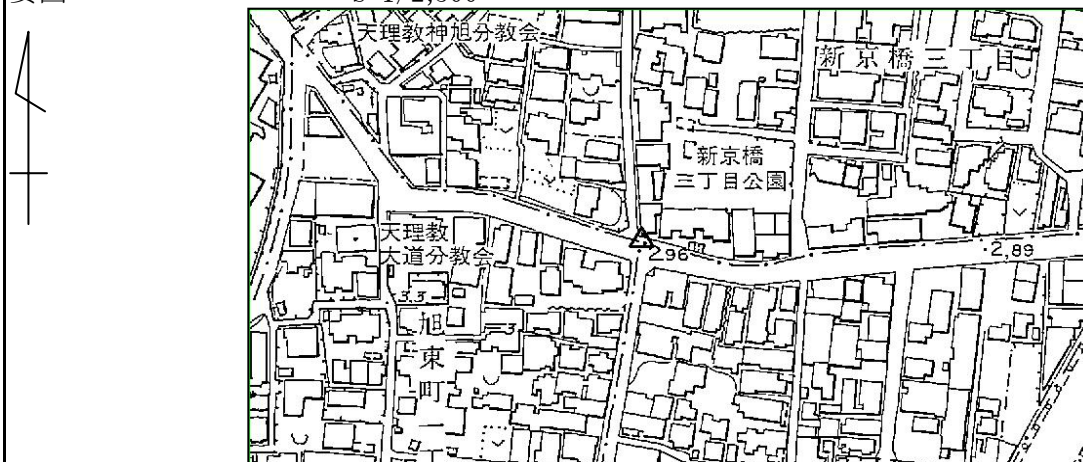 天理教神旭分教会
新京橋三丁目
新京橋
三丁目公園
天理教
大道分教会
2.96
2.89
3.3
旭東町一丁